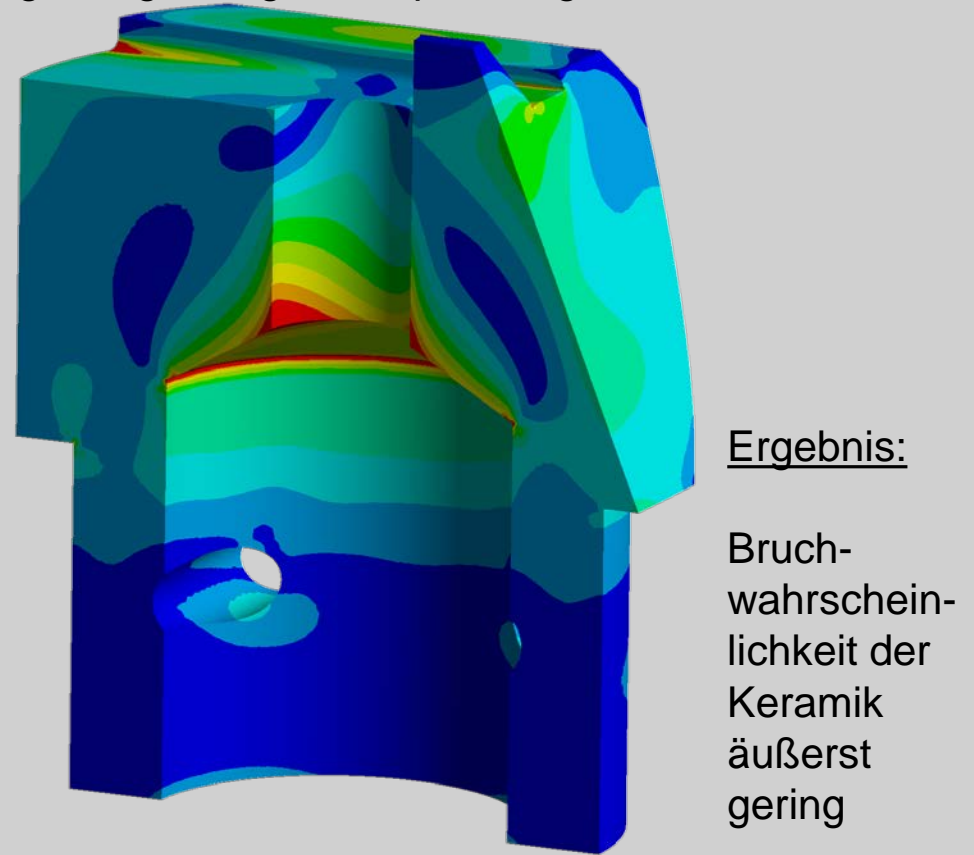 Ergebnis:
Bruch-
wahrschein-
lichkeit der
Keramik
äußerst
gering